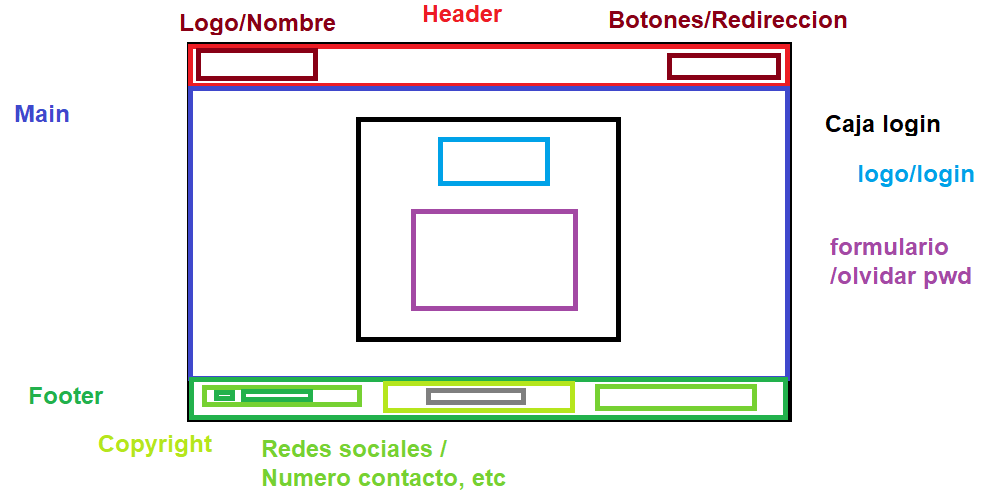 Header
Logo/Nombre
Botones/Redireccion
Main
Caja login
logo/login
formulario
/olvidar pwd
Footer
Copyright
Redes sociales /
Numero contacto, etc